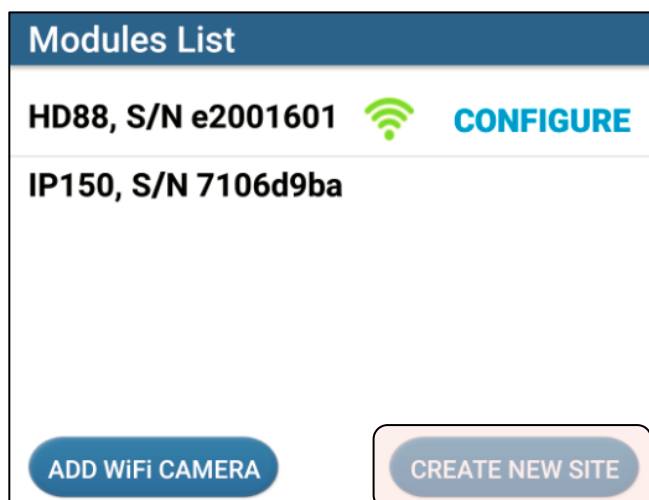 Modules List
HD88, S/N e2001601 CONFIGURE
IP150, S/N 7106d9ba
ADD WiFi CAMERA CREATE NEW SITE